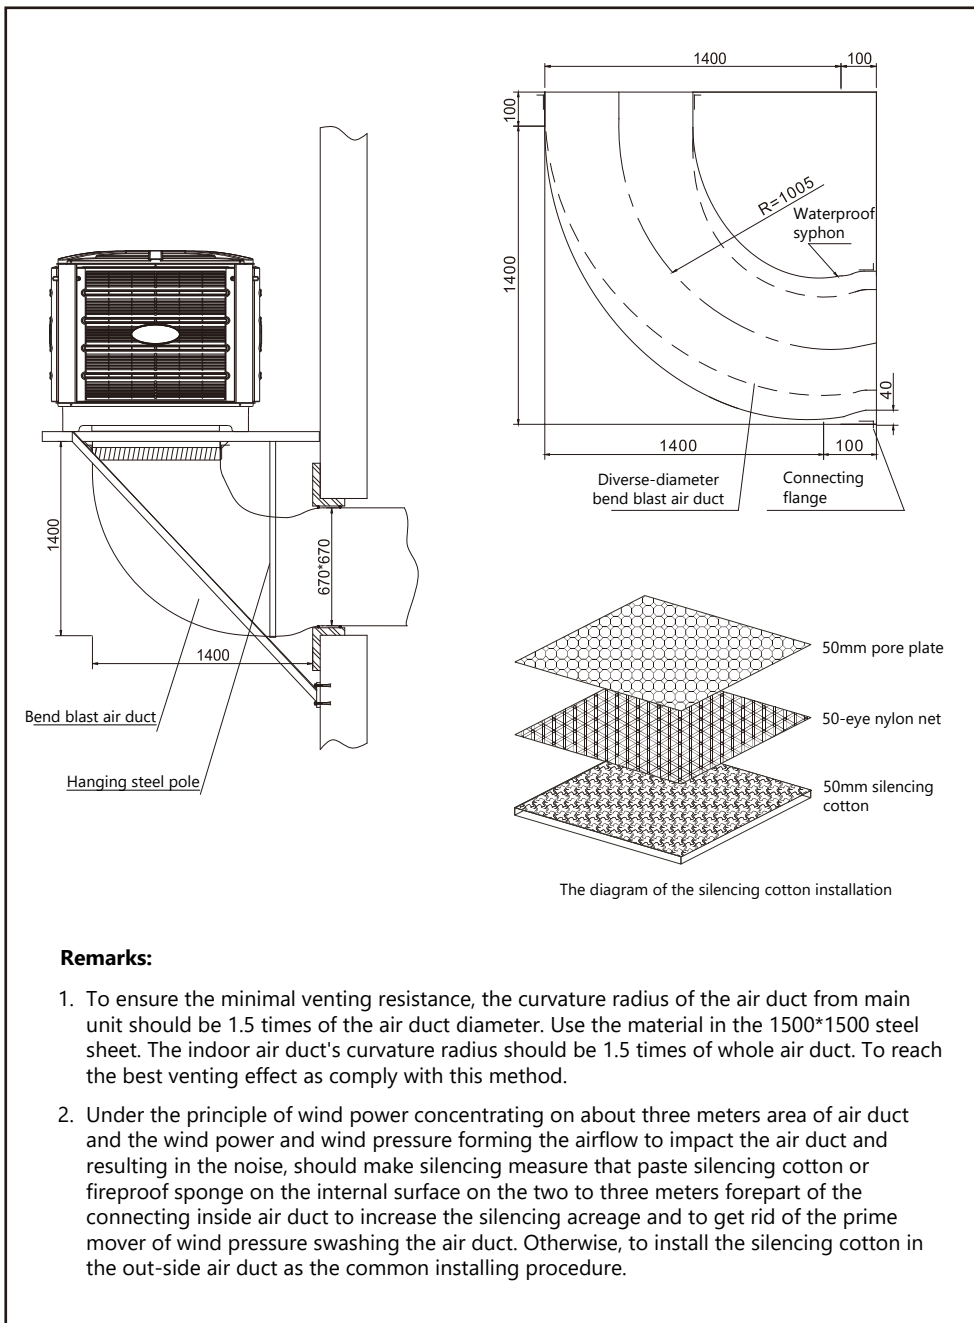 1400
100
100
1400
R=1005
Waterproof
syphon
40
1400
100
Diverse-diameter
bend blast air duct
Connecting
flange
1400
670*670
1400
Bend blast air duct
Hanging steel pole
50mm pore plate
50-eye nylon net
50mm silencing
cotton
The diagram of the silencing cotton installation
Remarks:
1. To ensure the minimal venting resistance, the curvature radius of the air duct from main
unit should be 1.5 times of the air duct diameter. Use the material in the 1500*1500 steel
sheet. The indoor air duct's curvature radius should be 1.5 times of whole air duct. To reach
the best venting effect as comply with this method.
2. Under the principle of wind power concentrating on about three meters area of air duct
and the wind power and wind pressure forming the airflow to impact the air duct and
resulting in the noise, should make silencing measure that paste silencing cotton or
fireproof sponge on the internal surface on the two to three meters forepart of the
connecting inside air duct to increase the silencing acreage and to get rid of the prime
mover of wind pressure swashing the air duct. Otherwise, to install the silencing cotton in
the out-side air duct as the common installing procedure.